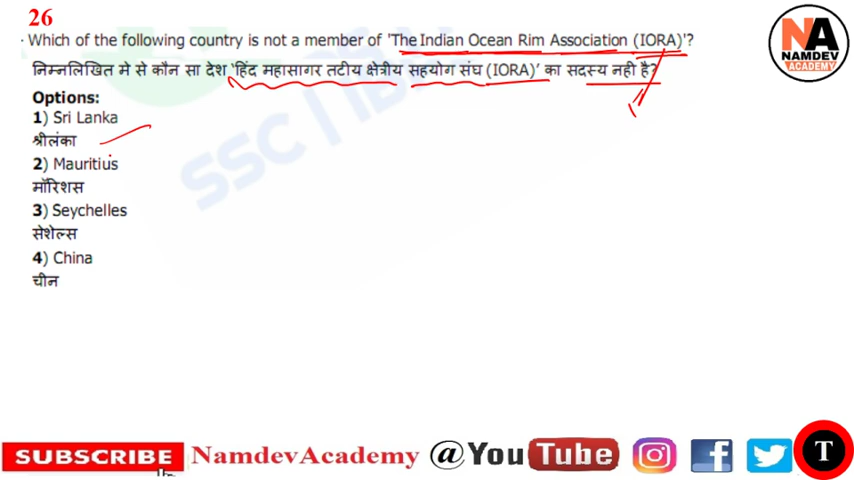 26
· Which of the following country is not a member of 'The Indian Ocean Rim Association (IORA)'?
निम्नलिखित मे से कौन सा देश 'हिंद महासागर तटीय क्षेत्रीय सहयोग संघ (IORA)' का सदस्य नही है?
Options:
1) Sri Lanka
श्रीलंका
2) Mauritius
मॉरिशस
3) Seychelles
सेशेल्स
4) China
चीन
NA
NAMDEV
ACADEMY
SUBSCRIBE NamdevAcademy @YouTube T